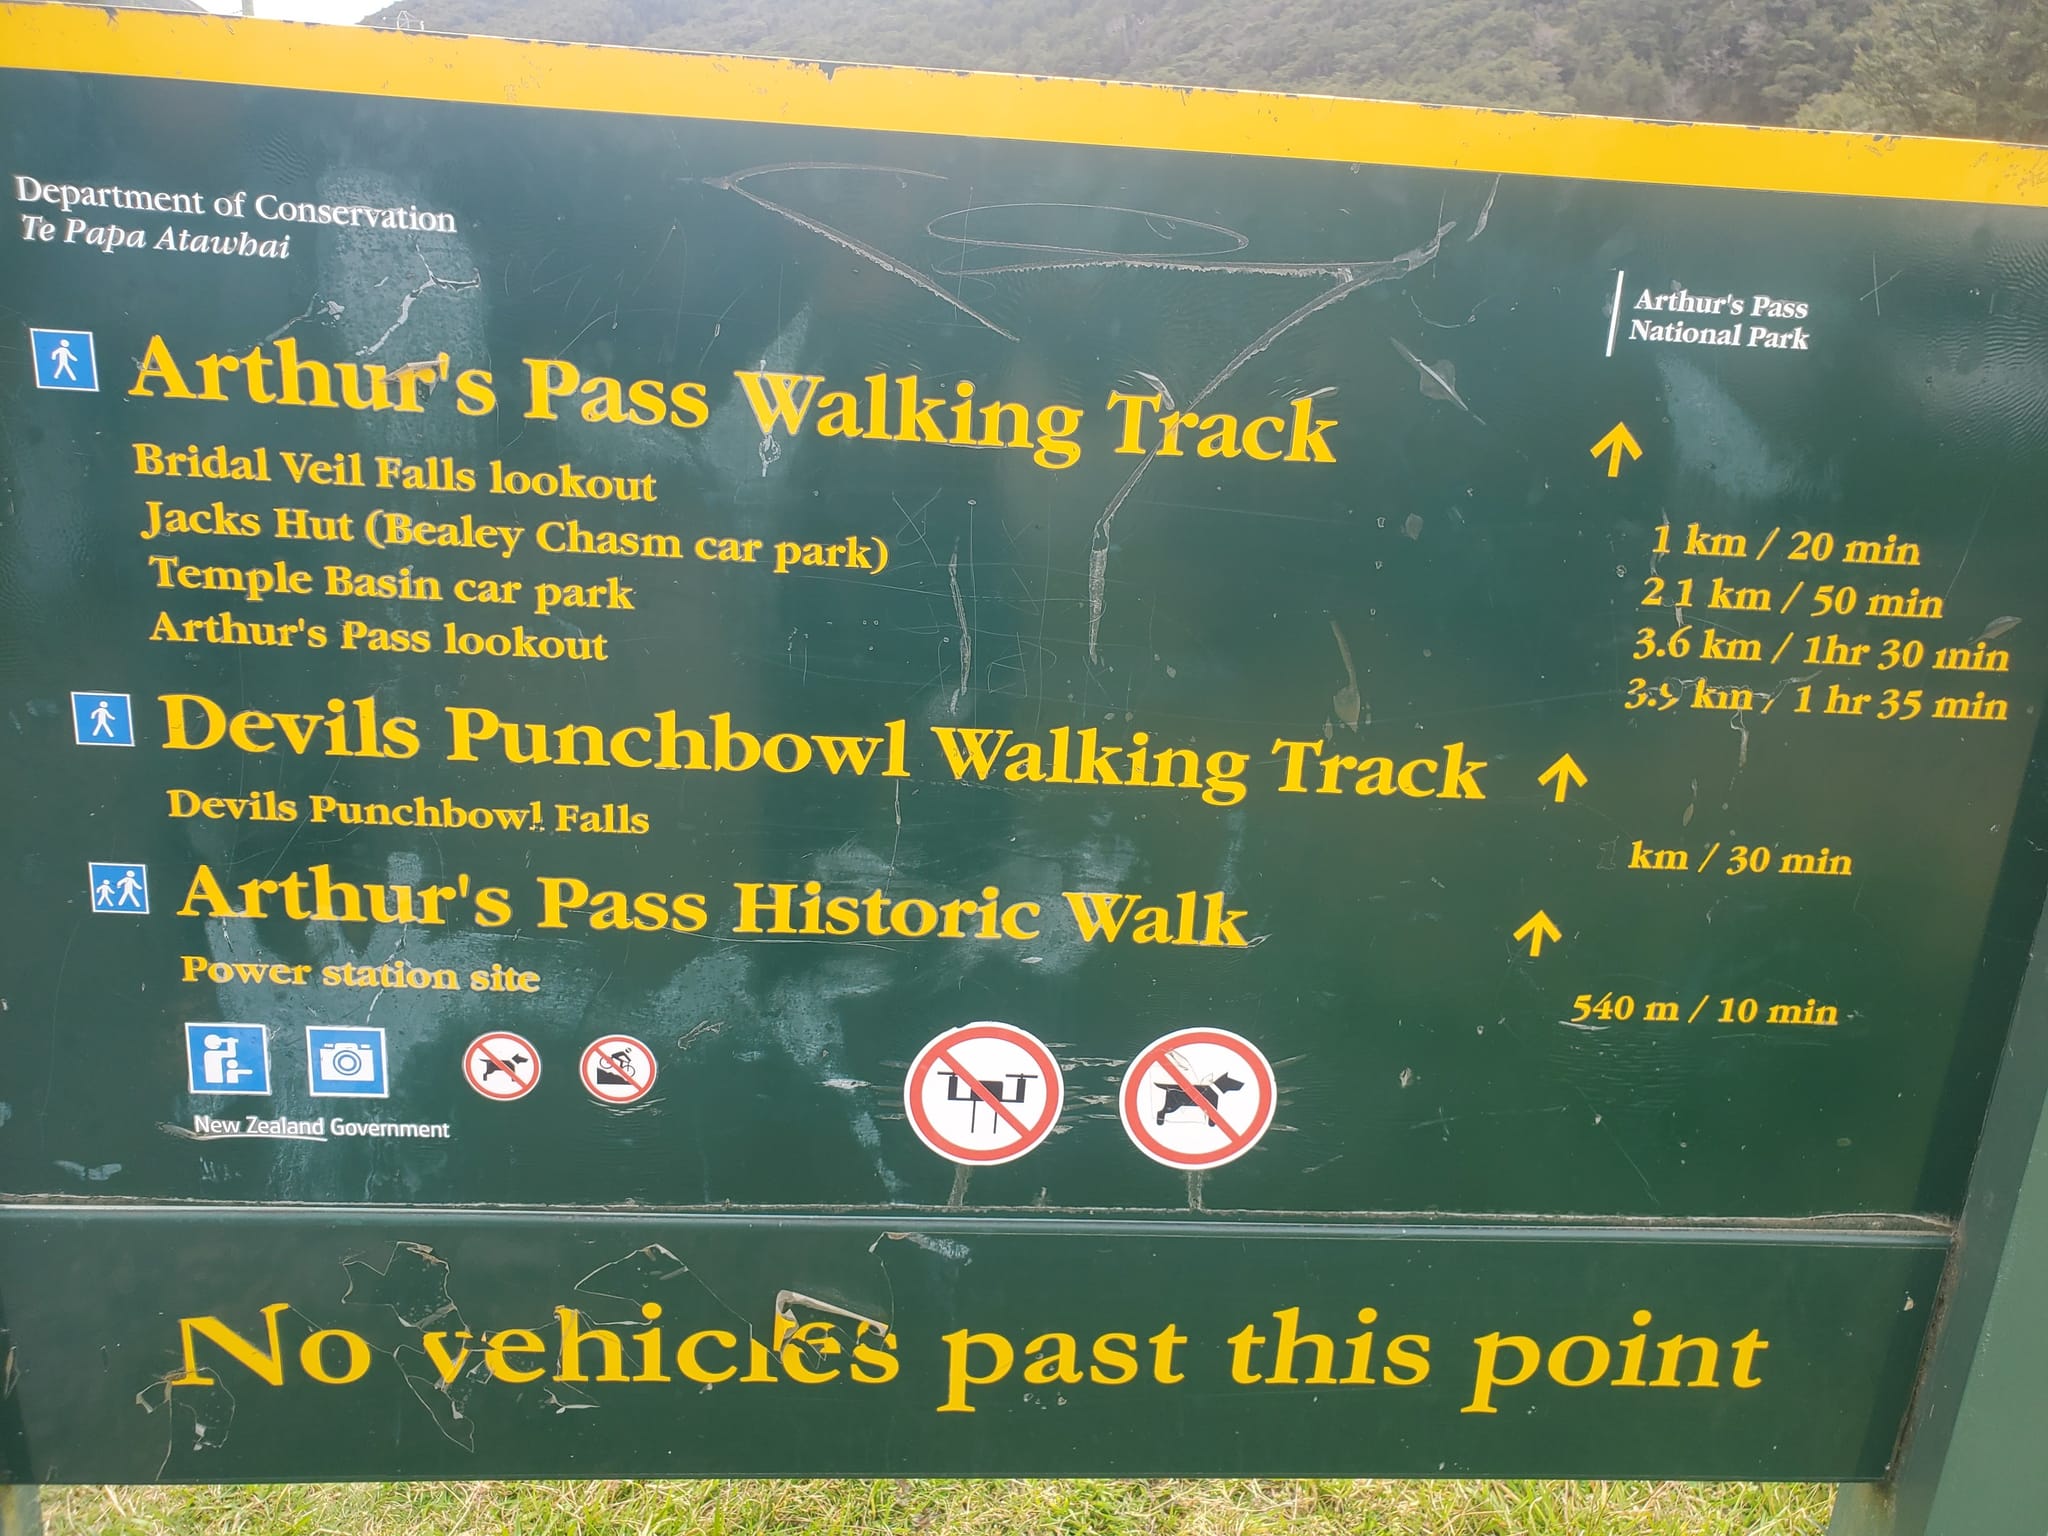 Department of Conservation
Te Papa Atawhai
Arthur's Pass
National Park
Arthur's Pass Walking Track
Bridal Veil Falls lookout 1 km / 20 min
Jacks Hut (Bealey Chasm car park) 2 1 km / 50 min
Temple Basin car park 3.6 km / 1hr 30 min
Arthur's Pass lookout 3.9 km / 1 hr 35 min
Devils Punchbowl Walking Track
Devils Punchbowl Falls 1 km / 30 min
Arthur's Pass Historic Walk
Power station site 540 m / 10 min
New Zealand Government
No vehicles past this point